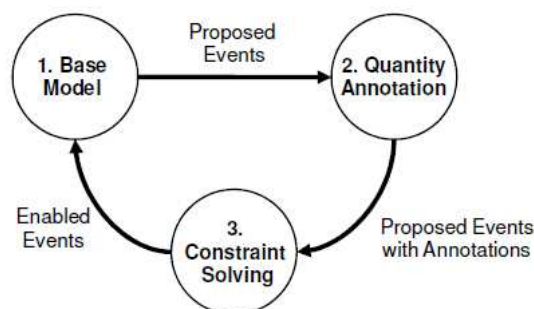 Proposed
Events
1. Base
Model
2. Quantity
Annotation
Enabled
Events
3.
Constraint
Solving
Proposed Events
with Annotations